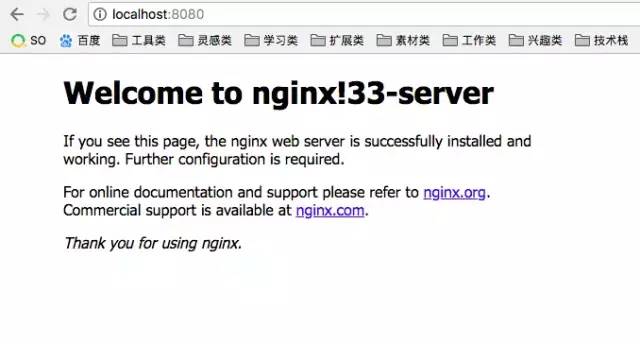 localhost:8080
SO 百度 工具类 灵感类 学习类 扩展类 素材类 工作类 兴趣类 技术栈
Welcome to nginx!33-server
If you see this page, the nginx web server is successfully installed and
working. Further configuration is required.
For online documentation and support please refer to nginx.org.
Commercial support is available at nginx.com.
Thank you for using nginx.